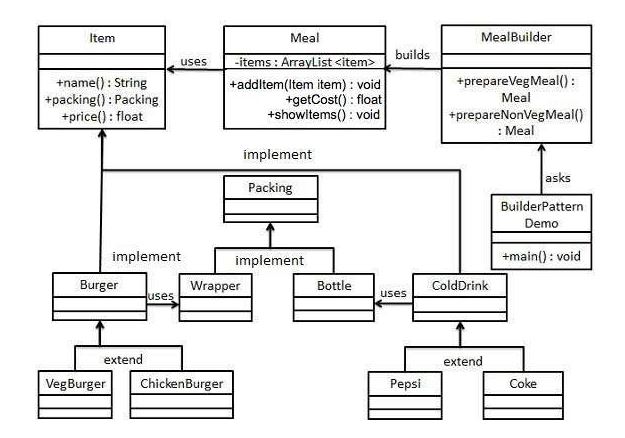 Item
+name() : String
+packing() : Packing
+price() : float
uses
Meal
-items : ArrayList <item>
+addItem(Item item) : void
+getCost() : float
+showItems() : void
builds
MealBuilder
+prepareVegMeal() :
Meal
+prepareNonVegMeal()
: Meal
asks
BuilderPattern
Demo
+main() : void
implement
Packing
implement
implement
Burger
uses
Wrapper
Bottle
uses
ColdDrink
extend
VegBurger
ChickenBurger
extend
Pepsi
Coke